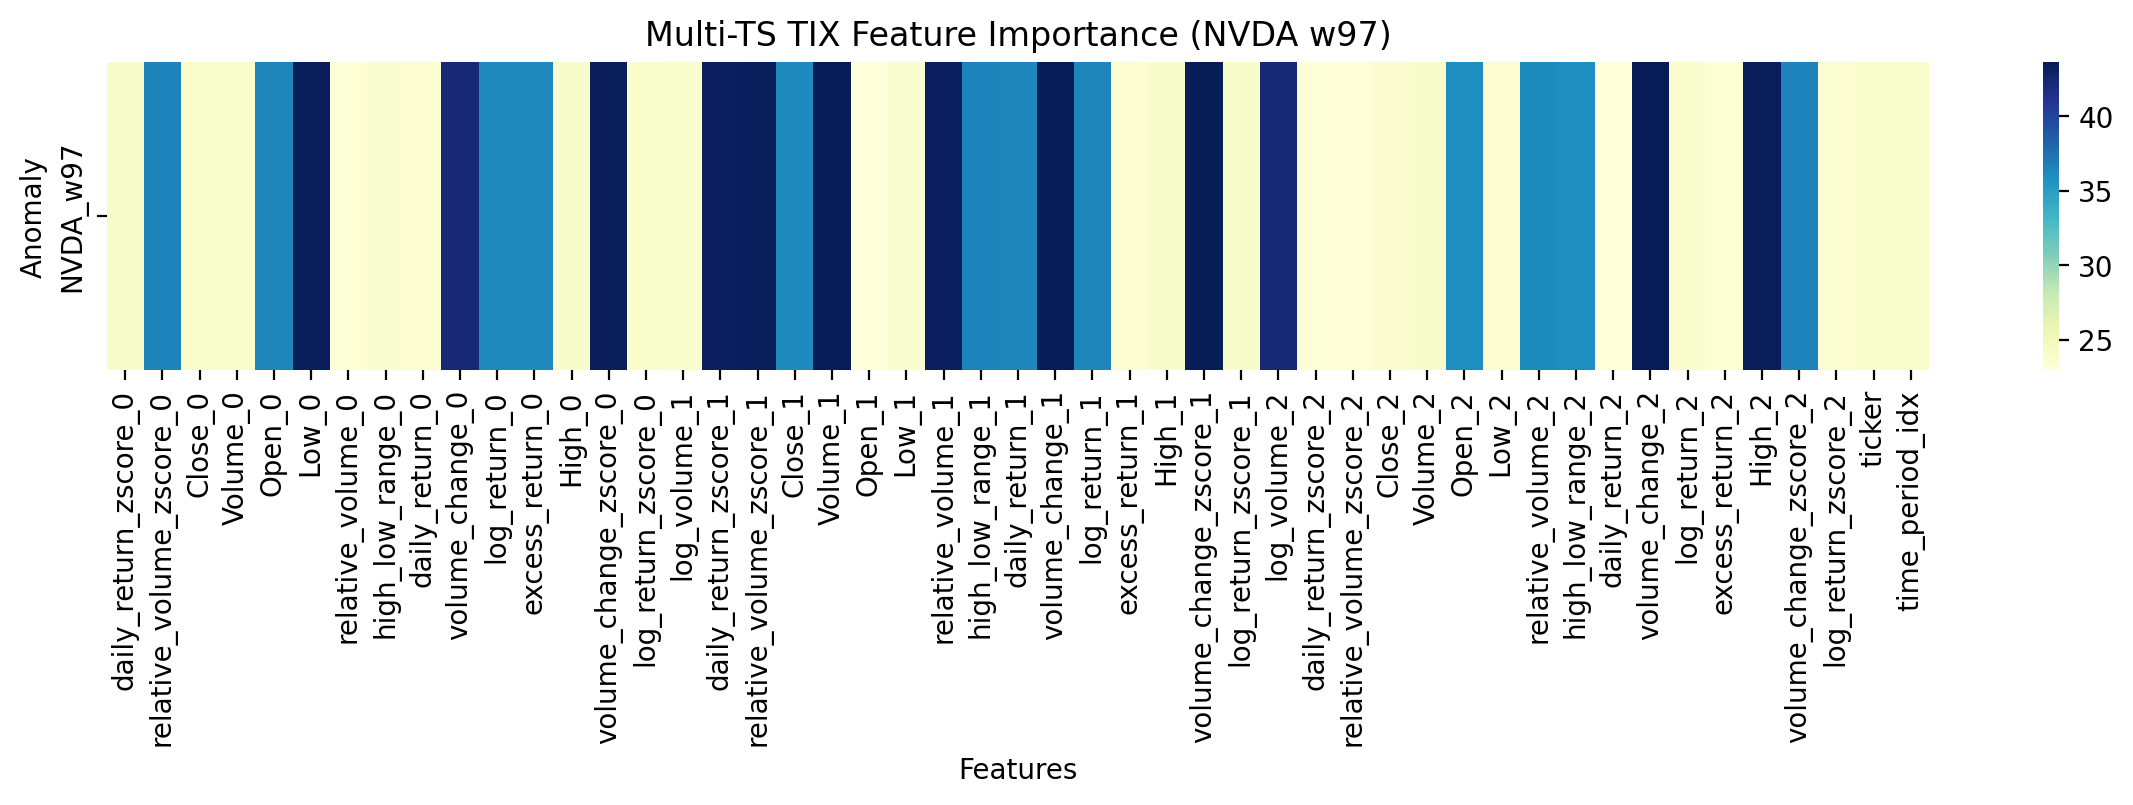 Multi-TS TIX Feature Importance (NVDA w97)
Anomaly
NVDA_w97
40
35
30
25
daily_return_zscore_0
relative_volume_zscore_0
Close_0
Volume_0
Open_0
Low_0
relative_volume_0
high_low_range_0
daily_return_0
volume_change_0
log_return_0
excess_return_0
High_0
volume_change_zscore_0
log_return_zscore_0
log_volume_1
daily_return_zscore_1
relative_volume_zscore_1
Close_1
Volume_1
Open_1
Low_1
relative_volume_1
high_low_range_1
daily_return_1
volume_change_1
log_return_1
excess_return_1
High_1
volume_change_zscore_1
log_return_zscore_1
log_volume_2
daily_return_zscore_2
relative_volume_zscore_2
Close_2
Volume_2
Open_2
Low_2
relative_volume_2
high_low_range_2
daily_return_2
volume_change_2
log_return_2
excess_return_2
High_2
volume_change_zscore_2
log_return_zscore_2
ticker
time_period_idx
Features